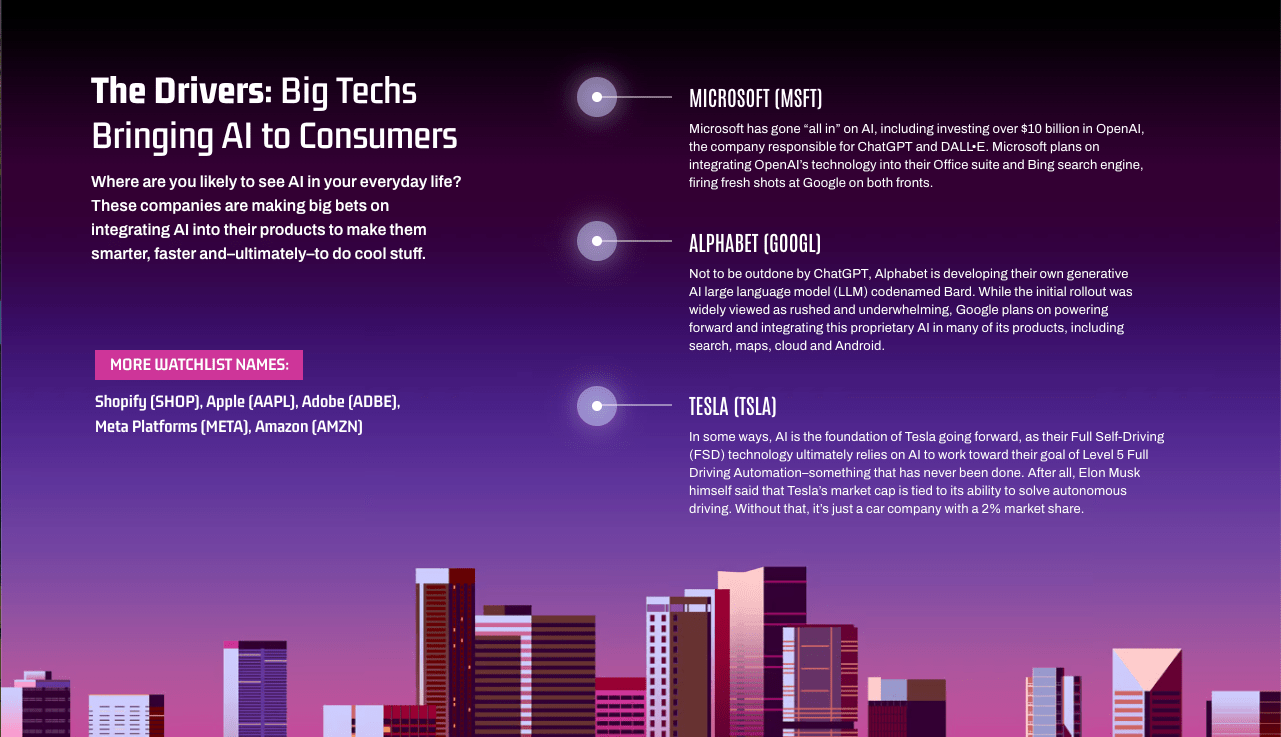 The Drivers: Big Techs
Bringing AI to Consumers
Where are you likely to see AI in your everyday life?
These companies are making big bets on
integrating AI into their products to make them
smarter, faster and–ultimately–to do cool stuff.
MORE WATCHLIST NAMES:
Shopify (SHOP), Apple (AAPL), Adobe (ADBE),
Meta Platforms (META), Amazon (AMZN)
MICROSOFT (MSFT)
Microsoft has gone “all in” on AI, including investing over $10 billion in OpenAI,
the company responsible for ChatGPT and DALL•E. Microsoft plans on
integrating OpenAI’s technology into their Office suite and Bing search engine,
firing fresh shots at Google on both fronts.
ALPHABET (GOOGL)
Not to be outdone by ChatGPT, Alphabet is developing their own generative
AI large language model (LLM) codenamed Bard. While the initial rollout was
widely viewed as rushed and underwhelming, Google plans on powering
forward and integrating this proprietary AI in many of its products, including
search, maps, cloud and Android.
TESLA (TSLA)
In some ways, AI is the foundation of Tesla going forward, as their Full Self-Driving
(FSD) technology ultimately relies on AI to work toward their goal of Level 5 Full
Driving Automation–something that has never been done. After all, Elon Musk
himself said that Tesla’s market cap is tied to its ability to solve autonomous
driving. Without that, it’s just a car company with a 2% market share.